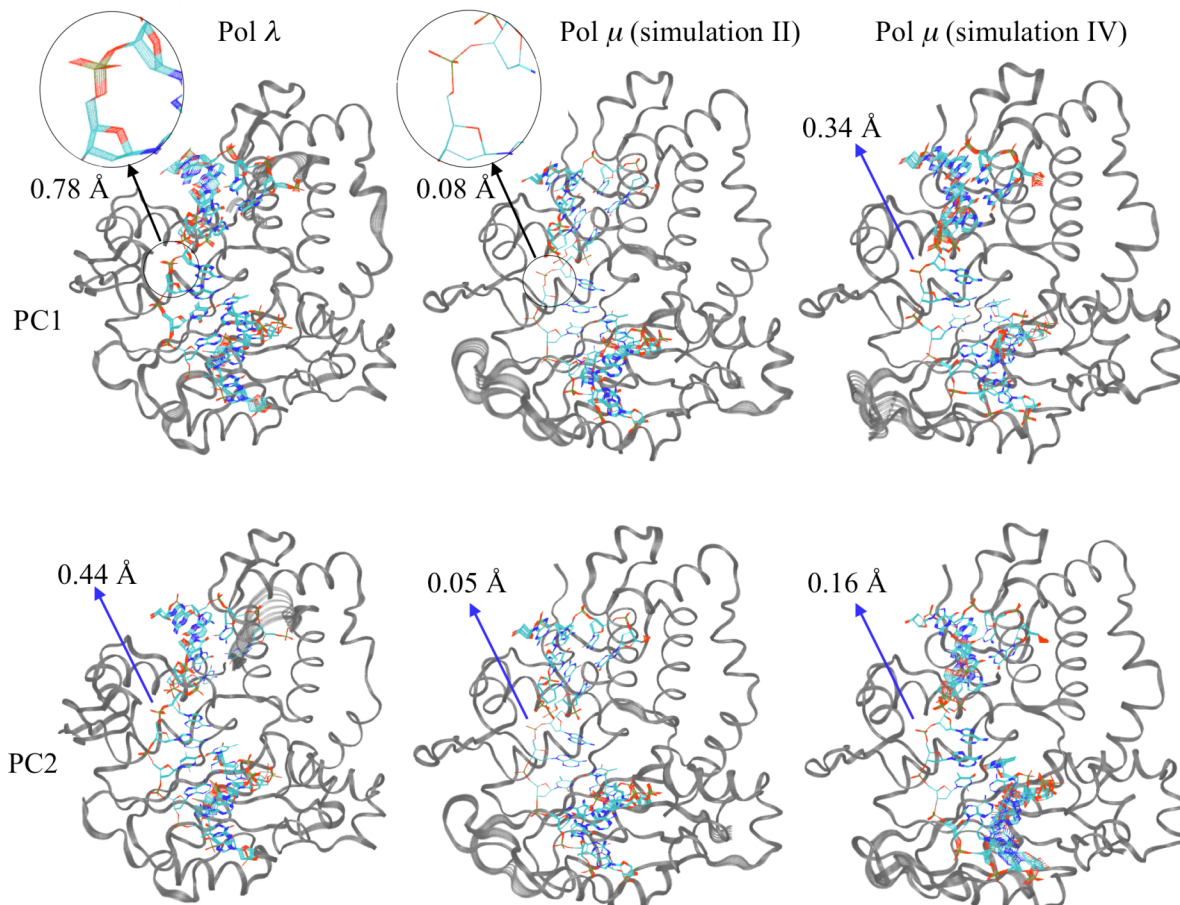 Pol λ
Pol μ (simulation II)
Pol μ (simulation IV)
0.78 Å
0.08 Å
0.34 Å
PC1
0.44 Å
0.05 Å
0.16 Å
PC2